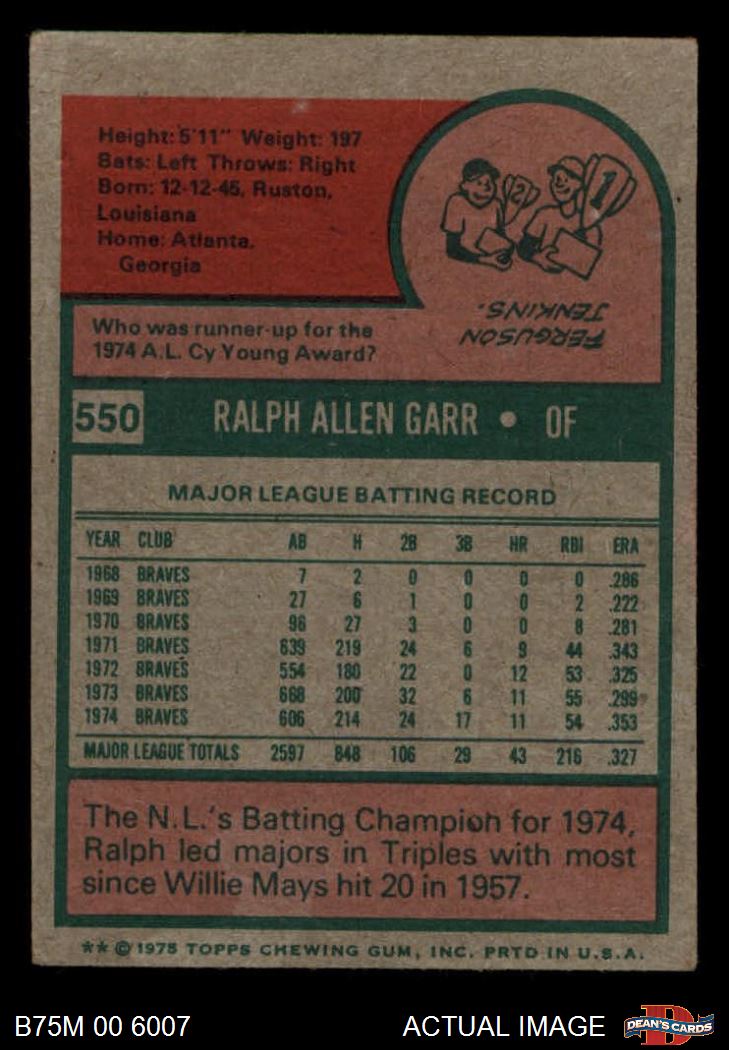 Height: 5'11" Weight: 197
Bats: Left Throws: Right
Born: 12-12-45, Ruston,
Louisiana
Home: Atlanta,
Georgia
Who was runner-up for the
1974 A.L. Cy Young Award?
2
1
FERGUSON
JENKINS.
550 RALPH ALLEN GARR • OF
MAJOR LEAGUE BATTING RECORD
YEAR CLUB AB H 2B 3B HR RBI ERA
1968 BRAVES 7 2 0 0 0 0 .286
1969 BRAVES 27 6 1 0 0 2 .222
1970 BRAVES 96 27 3 0 0 8 .281
1971 BRAVES 639 219 24 6 9 44 .343
1972 BRAVES 554 180 22 0 12 53 .325
1973 BRAVES 668 200 32 6 11 55 .299
1974 BRAVES 606 214 24 17 11 54 .353
MAJOR LEAGUE TOTALS 2597 848 106 29 43 216 .327
The N.L.'s Batting Champion for 1974,
Ralph led majors in Triples with most
since Willie Mays hit 20 in 1957.
** © 1975 TOPPS CHEWING GUM, INC. PRTD IN U.S.A.
B75M 00 6007 ACTUAL IMAGE
D
DEAN'S CARDS